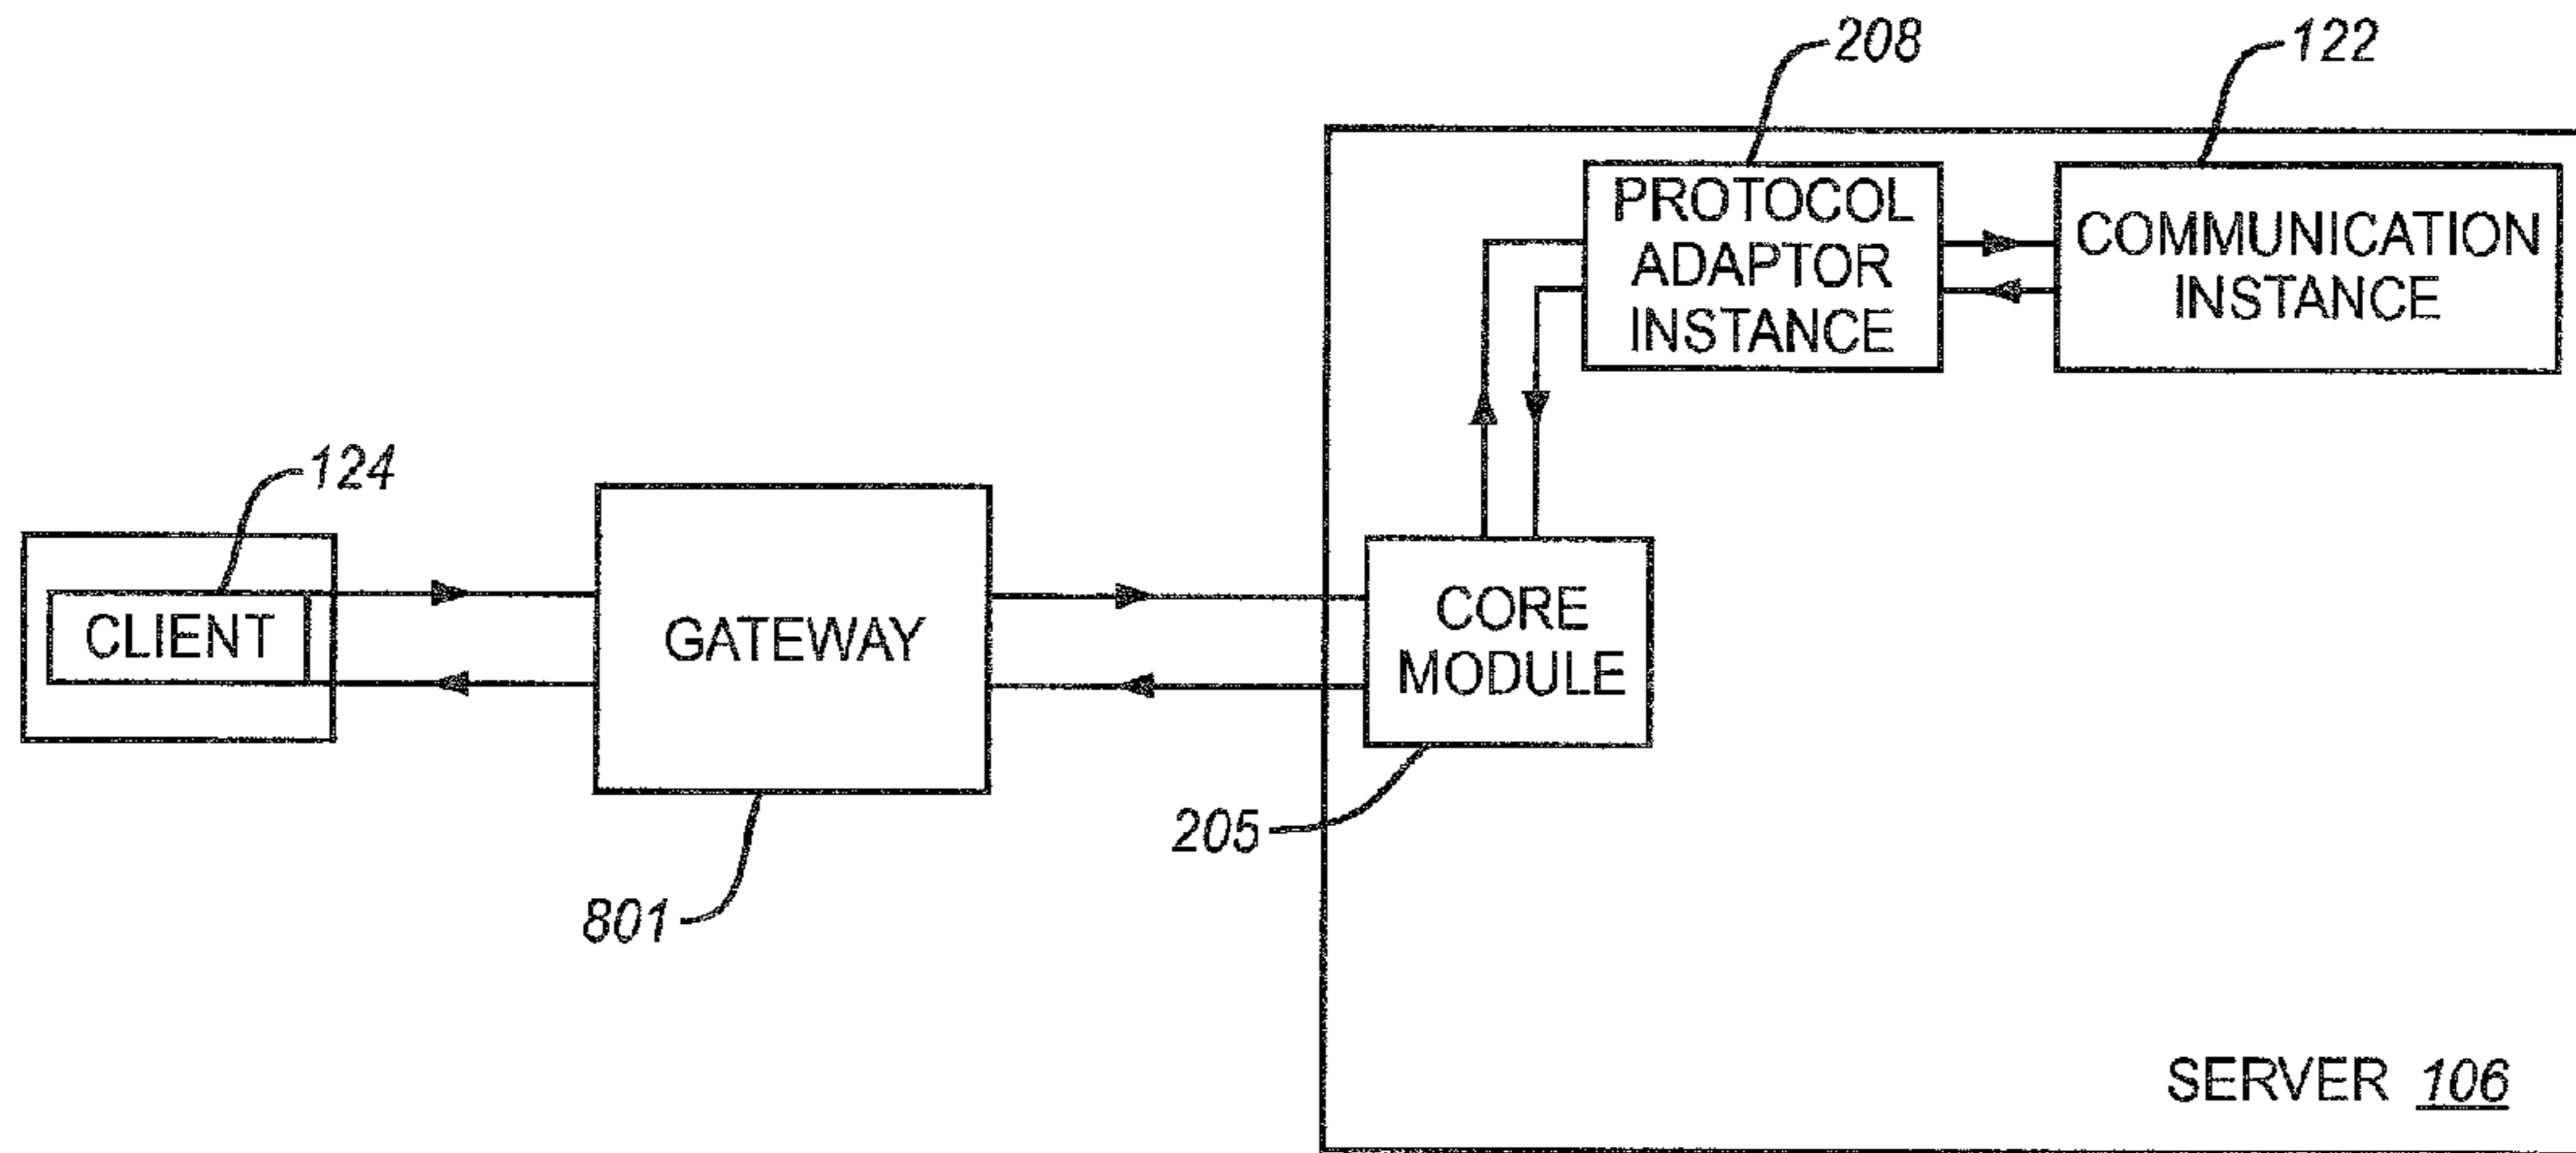 208
122
PROTOCOL
ADAPTOR
INSTANCE
COMMUNICATION
INSTANCE
124
CLIENT
GATEWAY
CORE
MODULE
205
801
SERVER 106